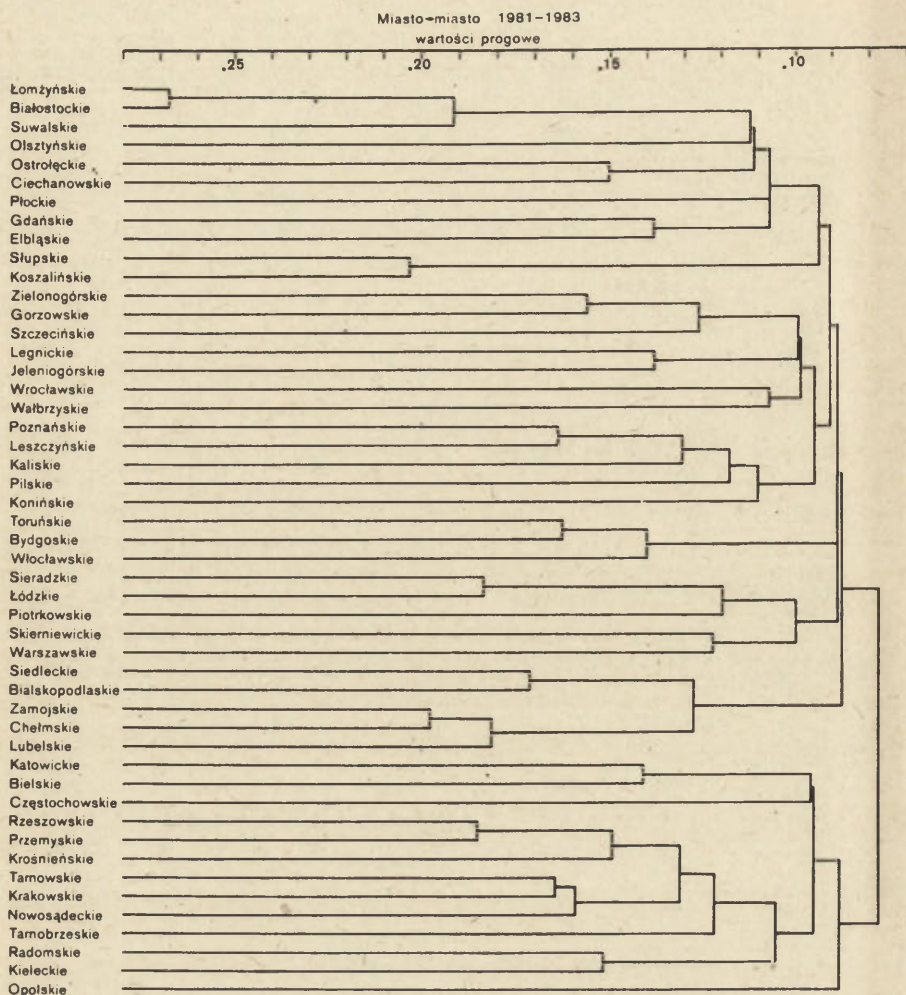 Miasto-miasto 1981-1983
wartości progowe
.25 .20 .15 .10
Łomżyńskie
Białostockie
Suwalskie
Olsztyńskie
Ostrołęckie
Ciechanowskie
Płockie
Gdańskie
Elbląskie
Słupskie
Koszalińskie
Zielonogórskie
Gorzowskie
Szczecińskie
Legnickie
Jeleniogórskie
Wrocławskie
Wałbrzyskie
Poznańskie
Leszczyńskie
Kaliskie
Pilskie
Konińskie
Toruńskie
Bydgoskie
Włocławskie
Sieradzkie
Łódzkie
Piotrkowskie
Skierniewickie
Warszawskie
Siedleckie
Bialskopodlaskie
Zamojskie
Chełmskie
Lubelskie
Katowickie
Bielskie
Częstochowskie
Rzeszowskie
Przemyskie
Krośnieńskie
Tarnowskie
Krakowskie
Nowosądeckie
Tarnobrzeskie
Radomskie
Kieleckie
Opolskie